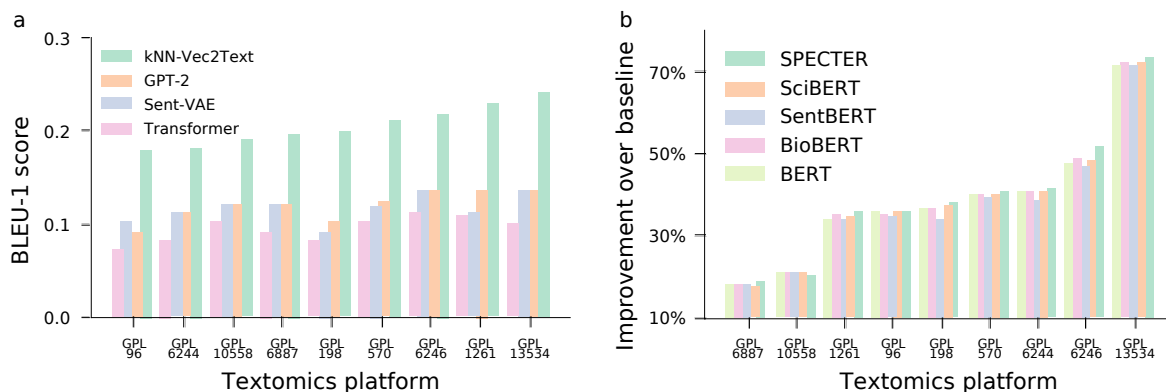 a
BLEU-1 score
0.3
0.2
0.1
0.0
kNN-Vec2Text
GPT-2
Sent-VAE
Transformer
GPL
96
GPL
6244
GPL
10558
GPL
6887
GPL
198
GPL
570
GPL
6246
GPL
1261
GPL
13534
Textomics platform
b
Improvement over baseline
70%
50%
30%
10%
SPECTER
SciBERT
SentBERT
BioBERT
BERT
GPL
6887
GPL
10558
GPL
1261
GPL
96
GPL
198
GPL
570
GPL
6244
GPL
6246
GPL
13534
Textomics platform